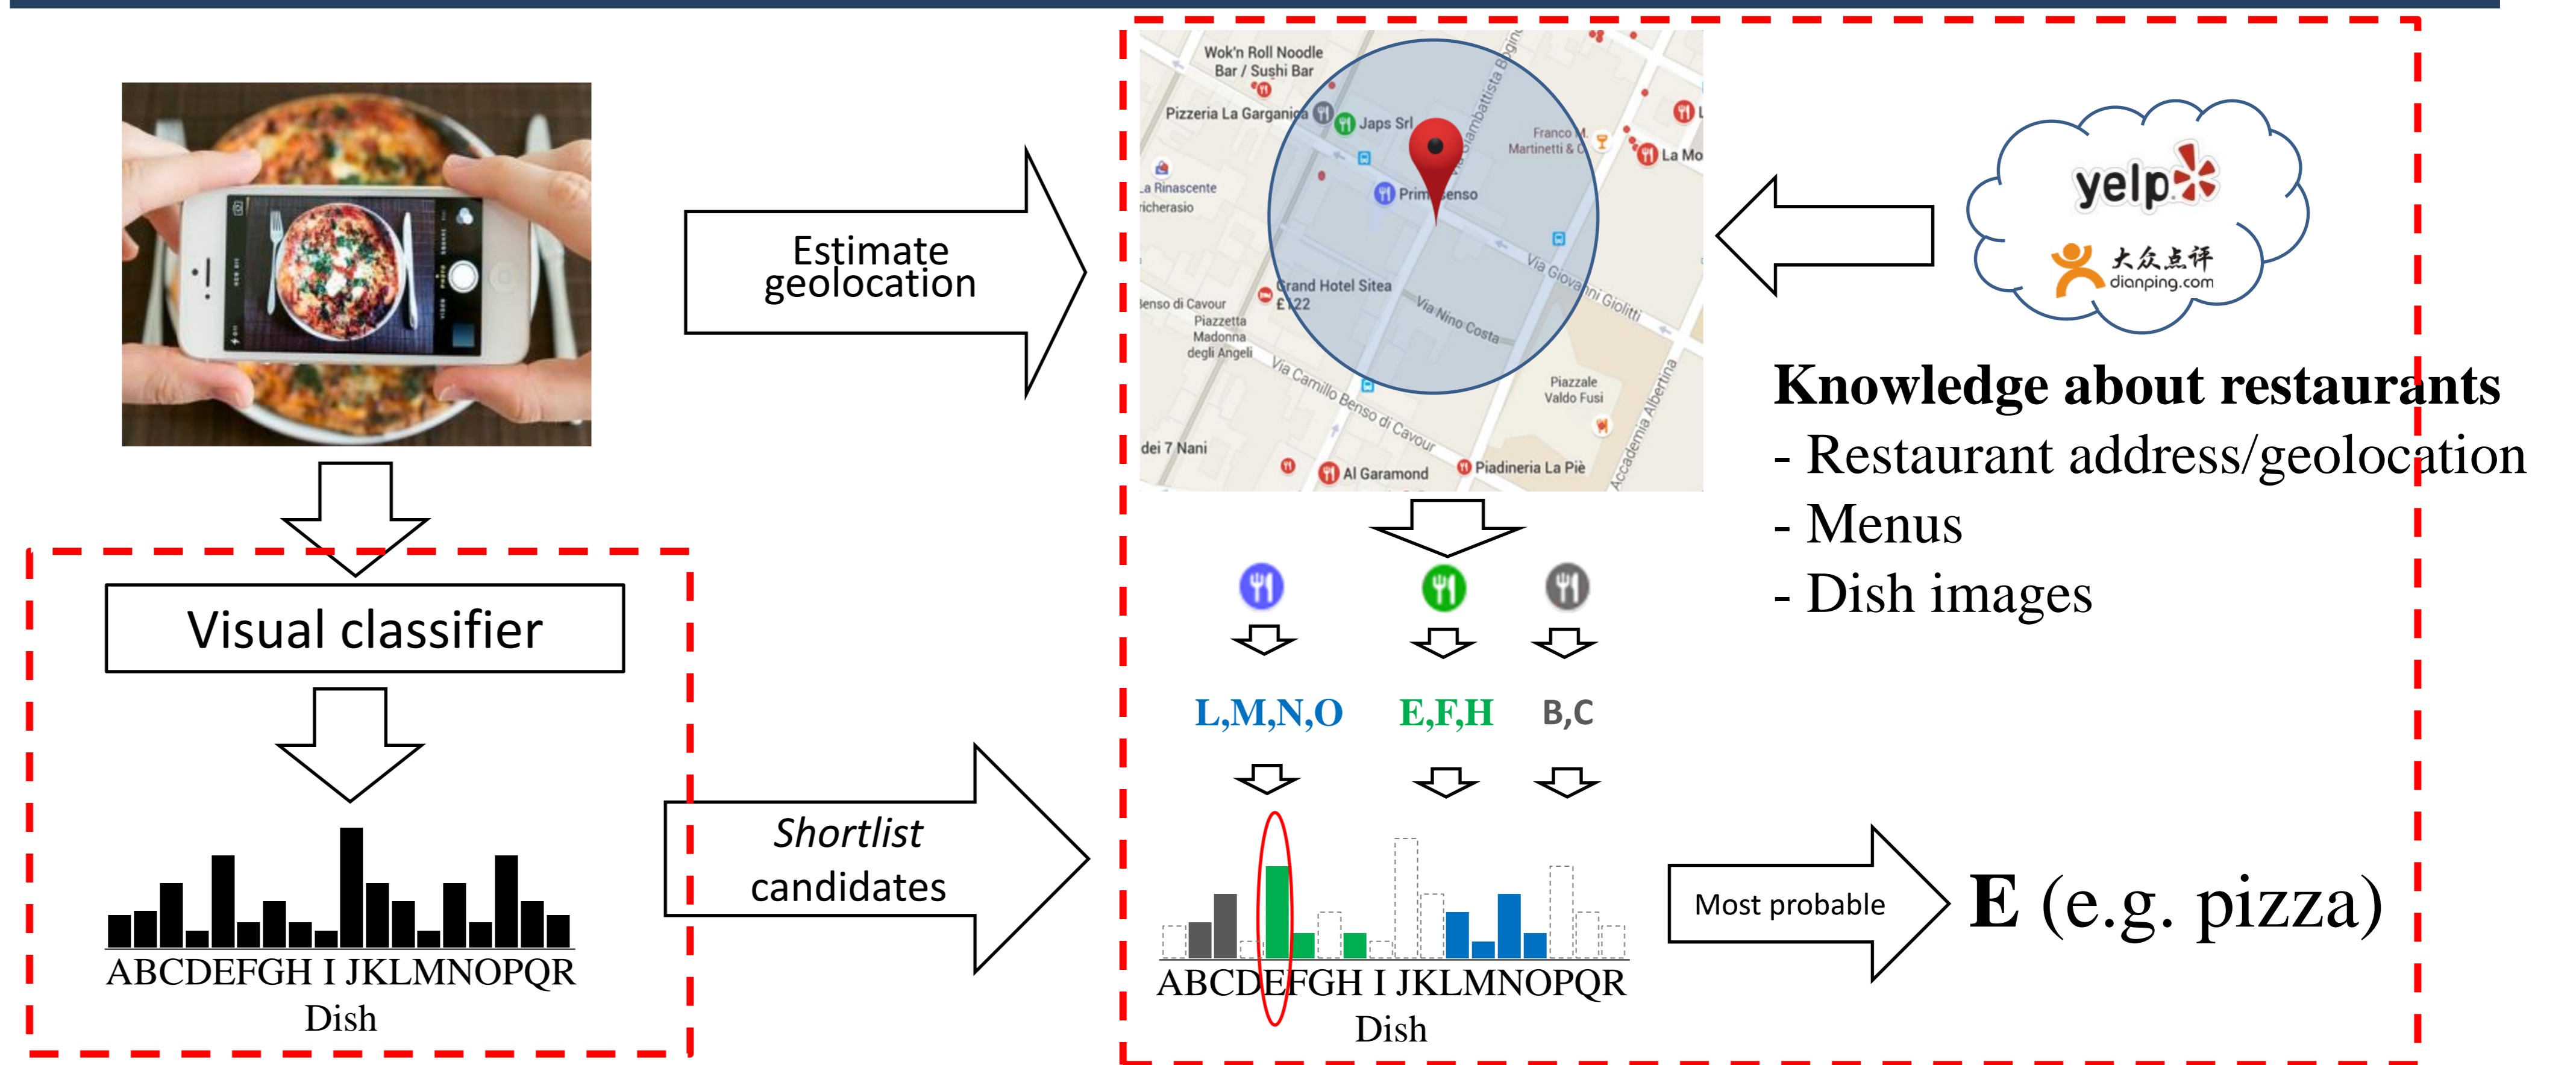 Wok'n Roll Noodle
Bar / Sushi Bar
Pizzeria La Garganica
Japs Srl
Franco M.
Martinetti & C
La Mo
La Rinascente
richerasio
Grand Hotel Sitea
£122
Benso di Cavour
Piazzetta
Madonna
degli Angeli
Via Giovanni Giolitti
Via Nino Costa
Via Camillo Benso di Cavour
Piazzale
Valdo Fusi
Accademia Albertina
dei 7 Nani
Al Garamond
Piadineria La Piè
Estimate
geolocation
yelp
大众点评
dianping.com
Knowledge about restaurants
- Restaurant address/geolocation
- Menus
- Dish images
Visual classifier
L,M,N,O
E,F,H
B,C
ABCDEFGH I JKLMNOPQR
Dish
Shortlist
candidates
ABCDEFGH I JKLMNOPQR
Dish
Most probable
E (e.g. pizza)